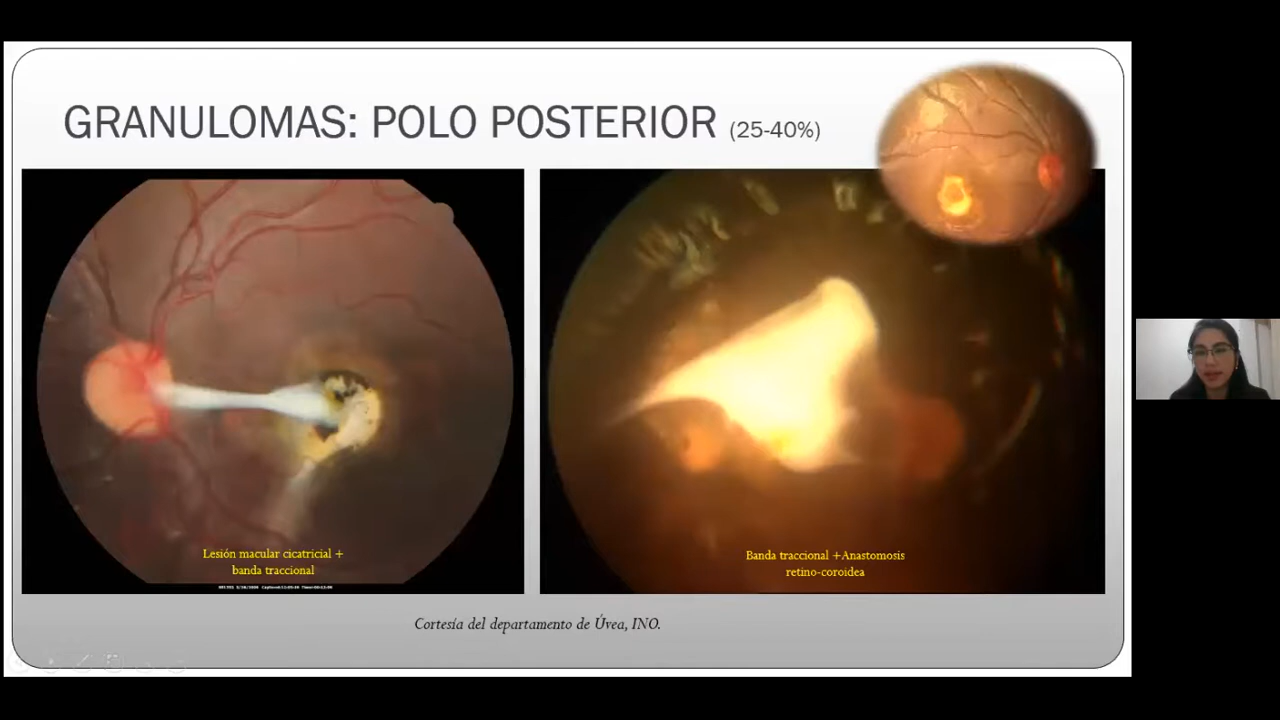 GRANULOMAS: POLO POSTERIOR (25-40%)
Lesión macular cicatricial +
banda traccional
Banda traccional +Anastomosis
retino-coroidea
Cortesía del departamento de Úvea, INO.